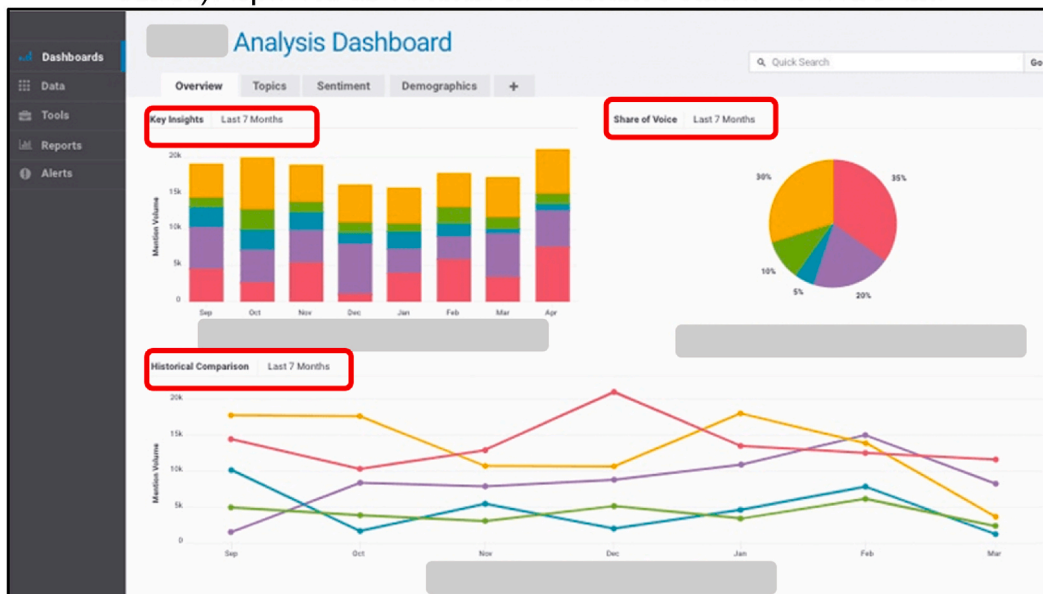 Analysis Dashboard
Dashboards
Data
Tools
Reports
Alerts
Quick Search
Go
Overview Topics Sentiment Demographics +
Key Insights Last 7 Months
20k
15k
10k
5k
0
Mention Volume
Sep Oct Nov Dec Jan Feb Mar Apr
Share of Voice Last 7 Months
30%
35%
10%
5%
20%
Historical Comparison Last 7 Months
20k
15k
10k
5k
0
Mention Volume
Sep Oct Nov Dec Jan Feb Mar